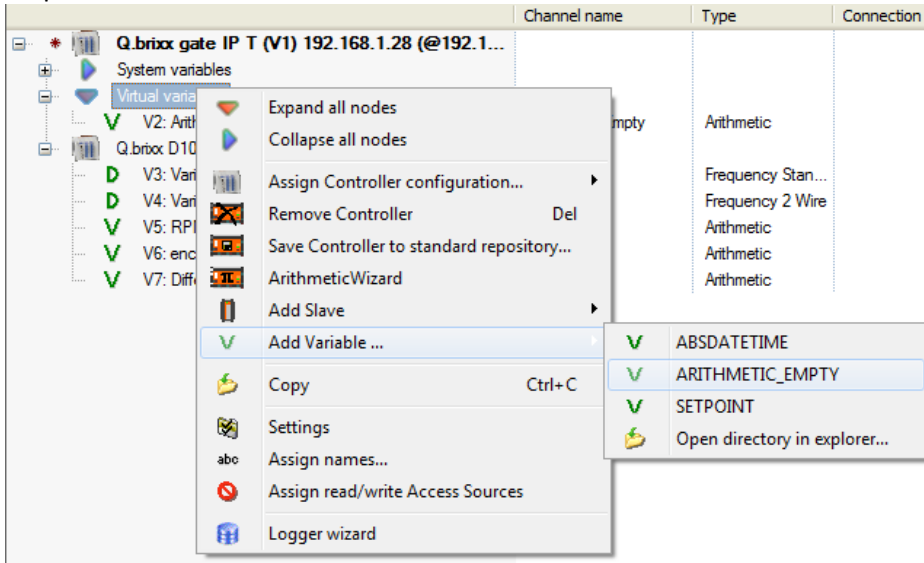 Channel name Type Connection
Q.brixx gate IP T (V1) 192.168.1.28 (@192.1...
System variables
Virtual varia
V2: Arith mpty Arithmetic
Q.brixx D10
D V3: Vari Frequency Stan...
D V4: Vari Frequency 2 Wire
V V5: RPI Arithmetic
V V6: enc Arithmetic
V V7: Diffe Arithmetic
Expand all nodes
Collapse all nodes
Assign Controller configuration...
Remove Controller Del
Save Controller to standard repository...
ArithmeticWizard
Add Slave
Add Variable ...
Copy Ctrl+C
Settings
abc Assign names...
Assign read/write Access Sources
Logger wizard
V ABSDATETIME
V ARITHMETIC_EMPTY
V SETPOINT
Open directory in explorer...